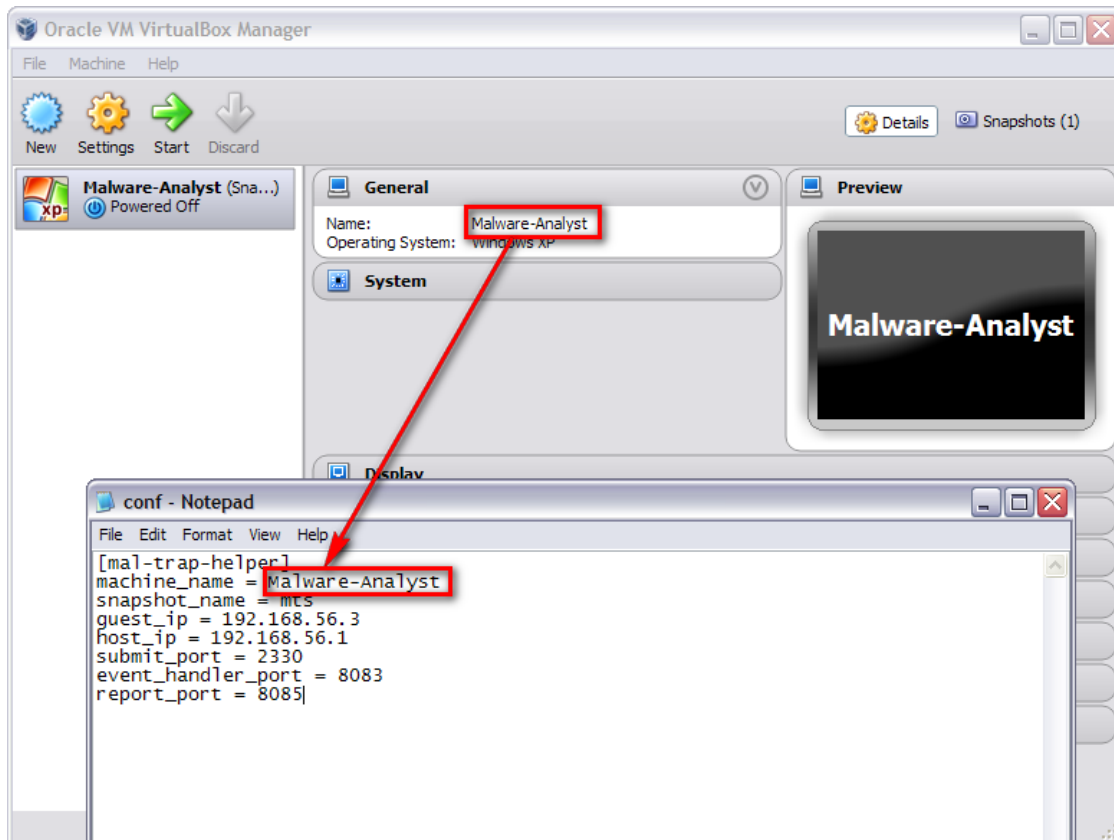 Oracle VM VirtualBox Manager
File Machine Help
New Settings Start Discard
Details Snapshots (1)
Malware-Analyst (Sna...)
Powered Off
xp
General
Name: Malware-Analyst
Operating System: Windows XP
System
Display
Preview
Malware-Analyst
conf - Notepad
File Edit Format View Help
[mal-trap-helper]
machine_name = Malware-Analyst
snapshot_name = mts
guest_ip = 192.168.56.3
host_ip = 192.168.56.1
submit_port = 2330
event_handler_port = 8083
report_port = 8085